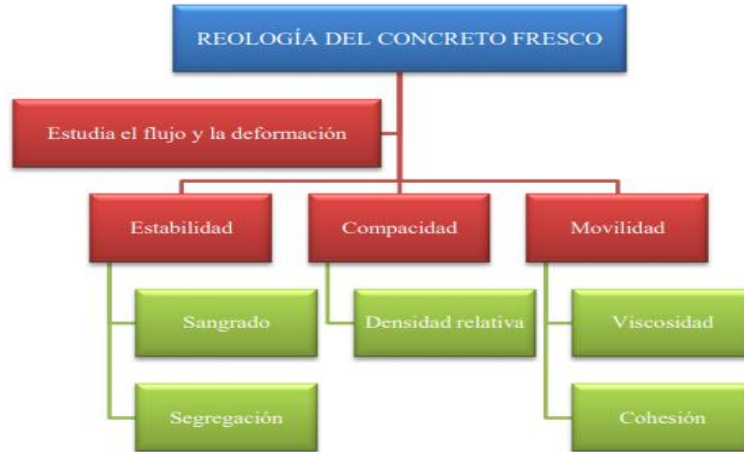 REOLOGÍA DEL CONCRETO FRESCO
Estudia el flujo y la deformación
Estabilidad
Compacidad
Movilidad
Sangrado
Densidad relativa
Viscosidad
Segregación
Cohesión